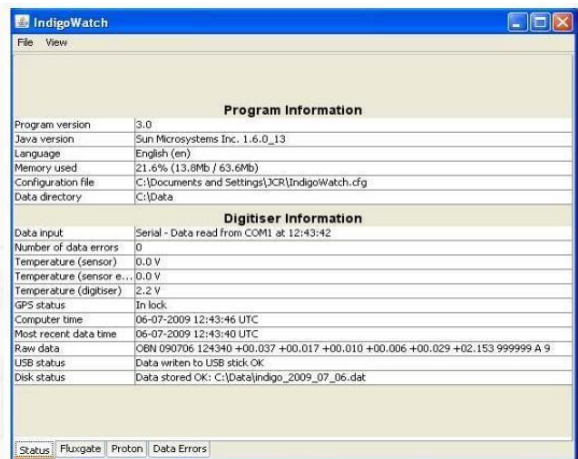 IndigoWatch
File View
Program Information
Program version 3.0
Java version Sun Microsystems Inc. 1.6.0_13
Language English (en)
Memory used 21.6% (13.8Mb / 63.6Mb)
Configuration file C:\Documents and Settings\JCR\IndigoWatch.cfg
Data directory C:\Data
Digitiser Information
Data input Serial - Data read from COM1 at 12:43:42
Number of data errors 0
Temperature (sensor) 0.0 V
Temperature (sensor e... 0.0 V
Temperature (digitiser) 2.2 V
GPS status In lock
Computer time 06-07-2009 12:43:46 UTC
Most recent data time 06-07-2009 12:43:40 UTC
Raw data OBN 090706 124340 +00.037 +00.017 +00.010 +00.006 +00.029 +02.153 999999 A 9
USB status Data writen to USB stick OK
Disk status Data stored OK: C:\Data\indigo_2009_07_06.dat
Status Fluxgate Proton Data Errors